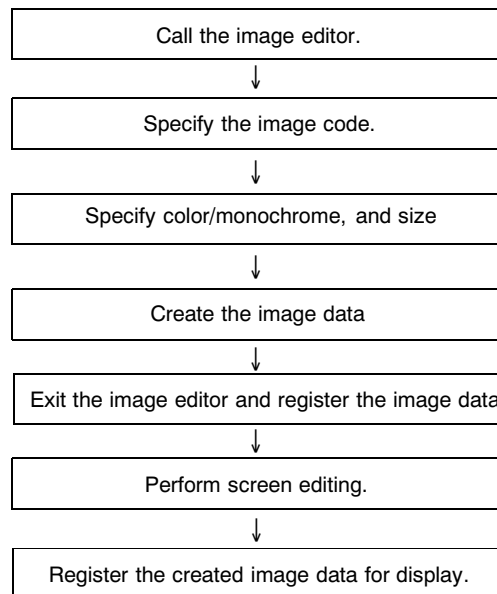 Call the image editor.
Specify the image code.
Specify color/monochrome, and size
Create the image data
Exit the image editor and register the image data
Perform screen editing.
Register the created image data for display.